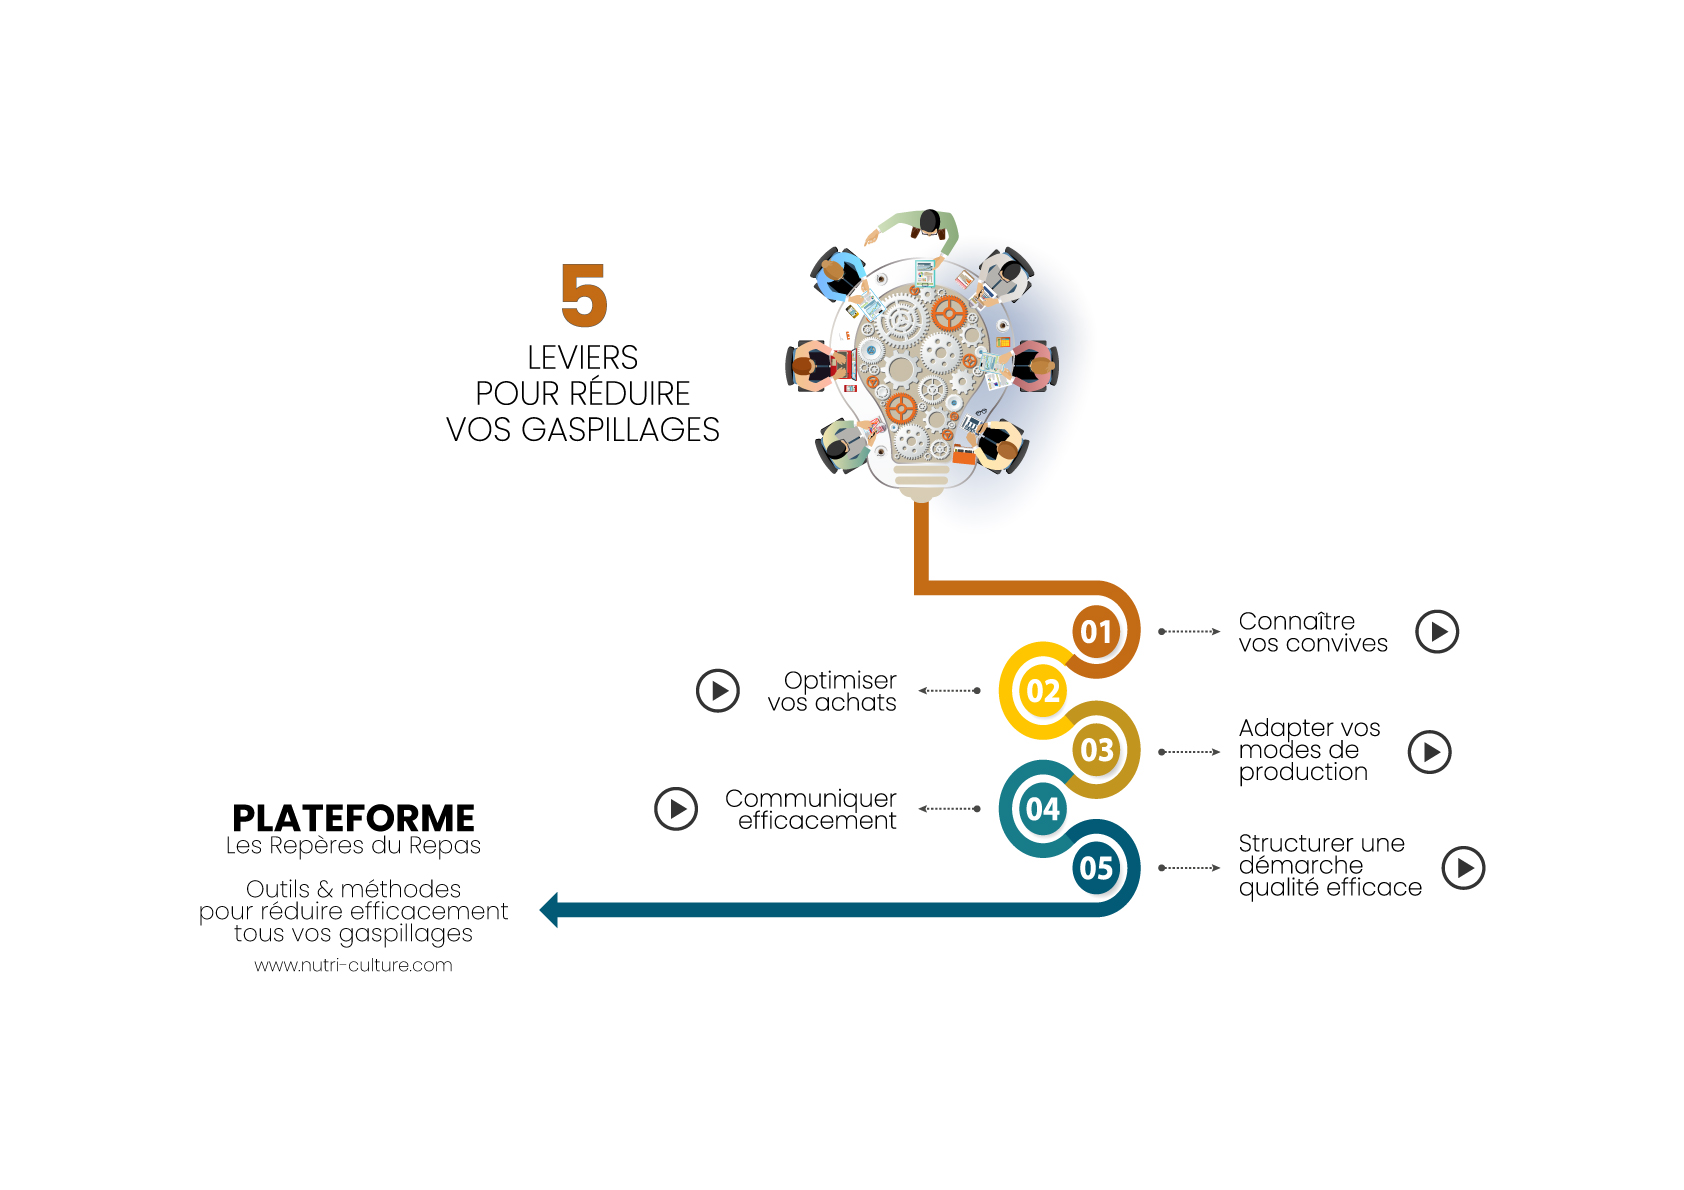 5
LEVIERS
POUR RÉDUIRE
VOS GASPILLAGES
01
Connaître
vos convives
02
Optimiser
vos achats
03
Adapter vos
modes de
production
04
Communiquer
efficacement
05
Structurer une
démarche
qualité efficace
PLATEFORME
Les Repères du Repas
Outils & méthodes
pour réduire efficacement
tous vos gaspillages
www.nutri-culture.com